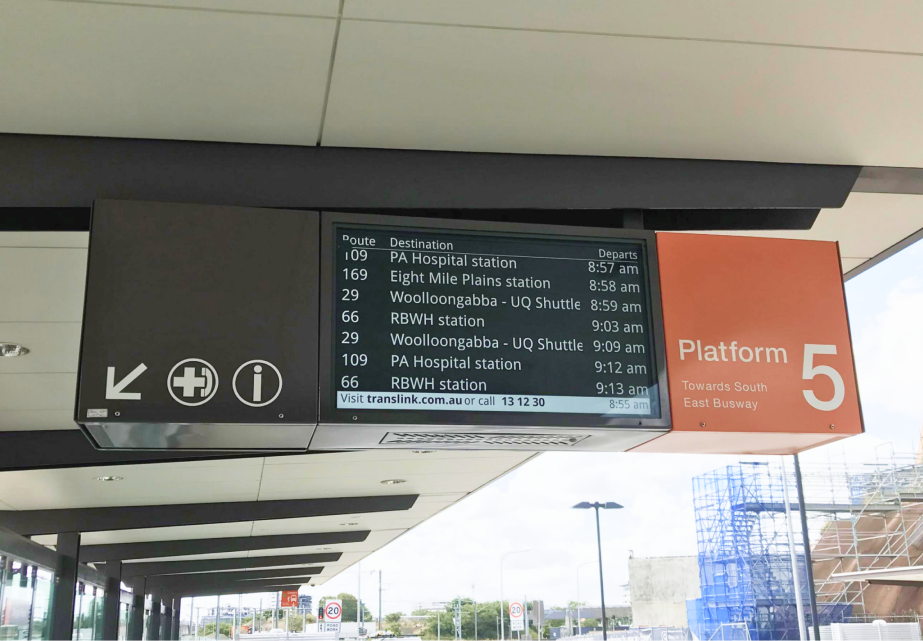 Route Destination Departs
109 PA Hospital station 8:57 am
169 Eight Mile Plains station 8:58 am
29 Woolloongabba - UQ Shuttle 8:59 am
66 RBWH station 9:03 am
29 Woolloongabba - UQ Shuttle 9:09 am
109 PA Hospital station 9:12 am
66 RBWH station 9:13 am
Visit translink.com.au or call 13 12 30 8:55 am
i
Platform 5
Towards South
East Busway
20
20